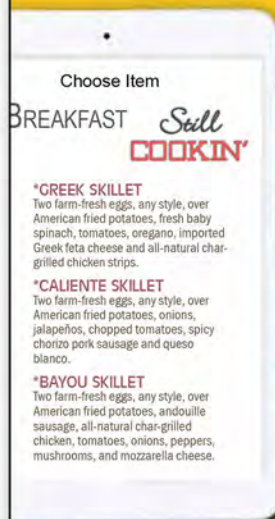 Choose Item
BREAKFAST Still
COOKIN'
*GREEK SKILLET
Two farm-fresh eggs, any style, over
American fried potatoes, fresh baby
spinach, tomatoes, oregano, imported
Greek feta cheese and all-natural char-
grilled chicken strips.
*CALIENTE SKILLET
Two farm-fresh eggs, any style, over
American fried potatoes, onions,
jalapeños, chopped tomatoes, spicy
chorizo pork sausage and queso
blanco.
*BAYOU SKILLET
Two farm-fresh eggs, any style, over
American fried potatoes, andouille
sausage, all-natural char-grilled
chicken, tomatoes, onions, peppers,
mushrooms, and mozzarella cheese.